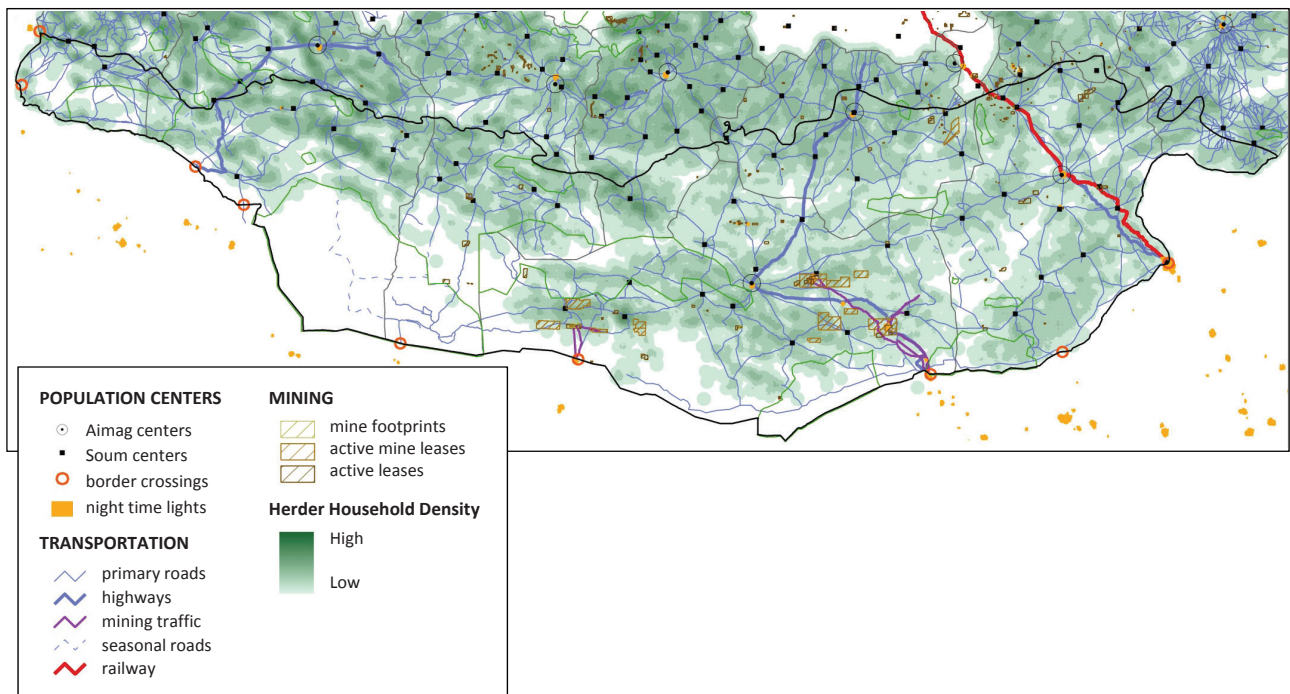 POPULATION CENTERS
Aimag centers
Soum centers
border crossings
night time lights
TRANSPORTATION
primary roads
highways
mining traffic
seasonal roads
railway
MINING
mine footprints
active mine leases
active leases
Herder Household Density
High
Low